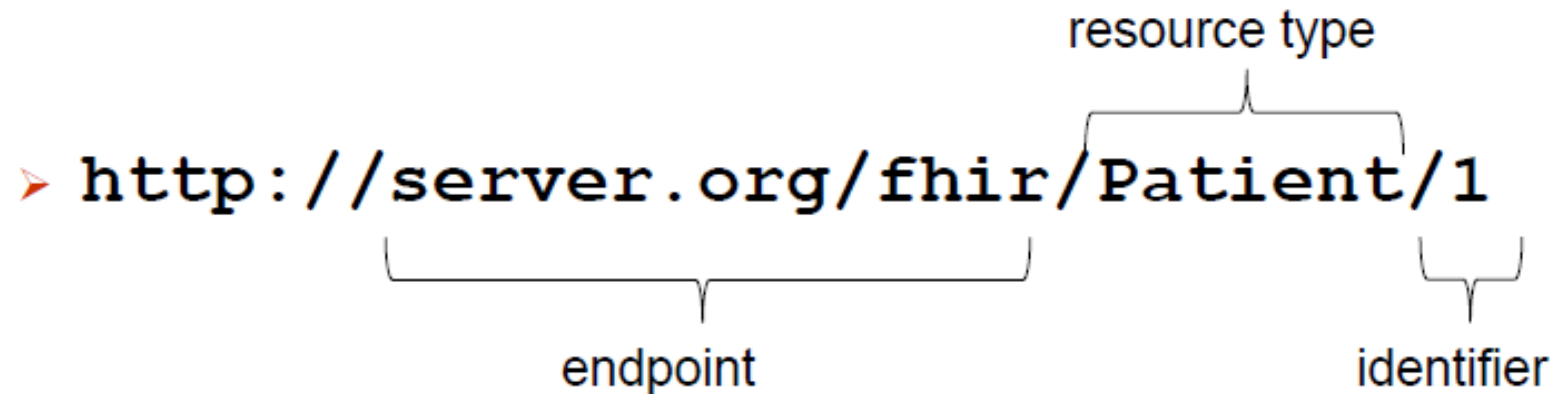 resource type
➢ http://server.org/fhir/Patient/1
endpoint identifier